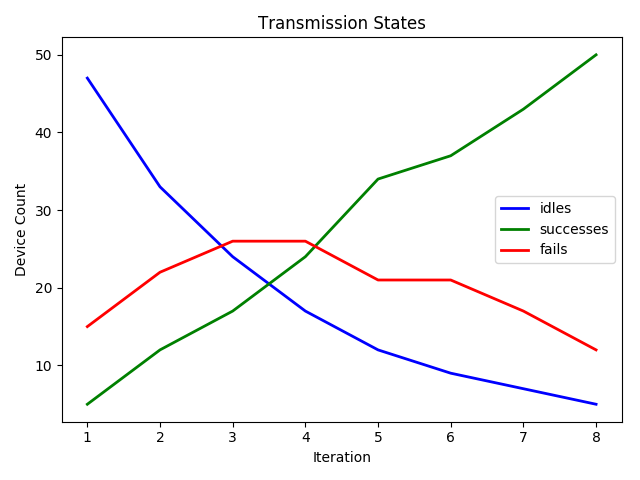 Transmission States
Device Count
50
40
30
20
10
idles
successes
fails
1 2 3 4 5 6 7 8
Iteration